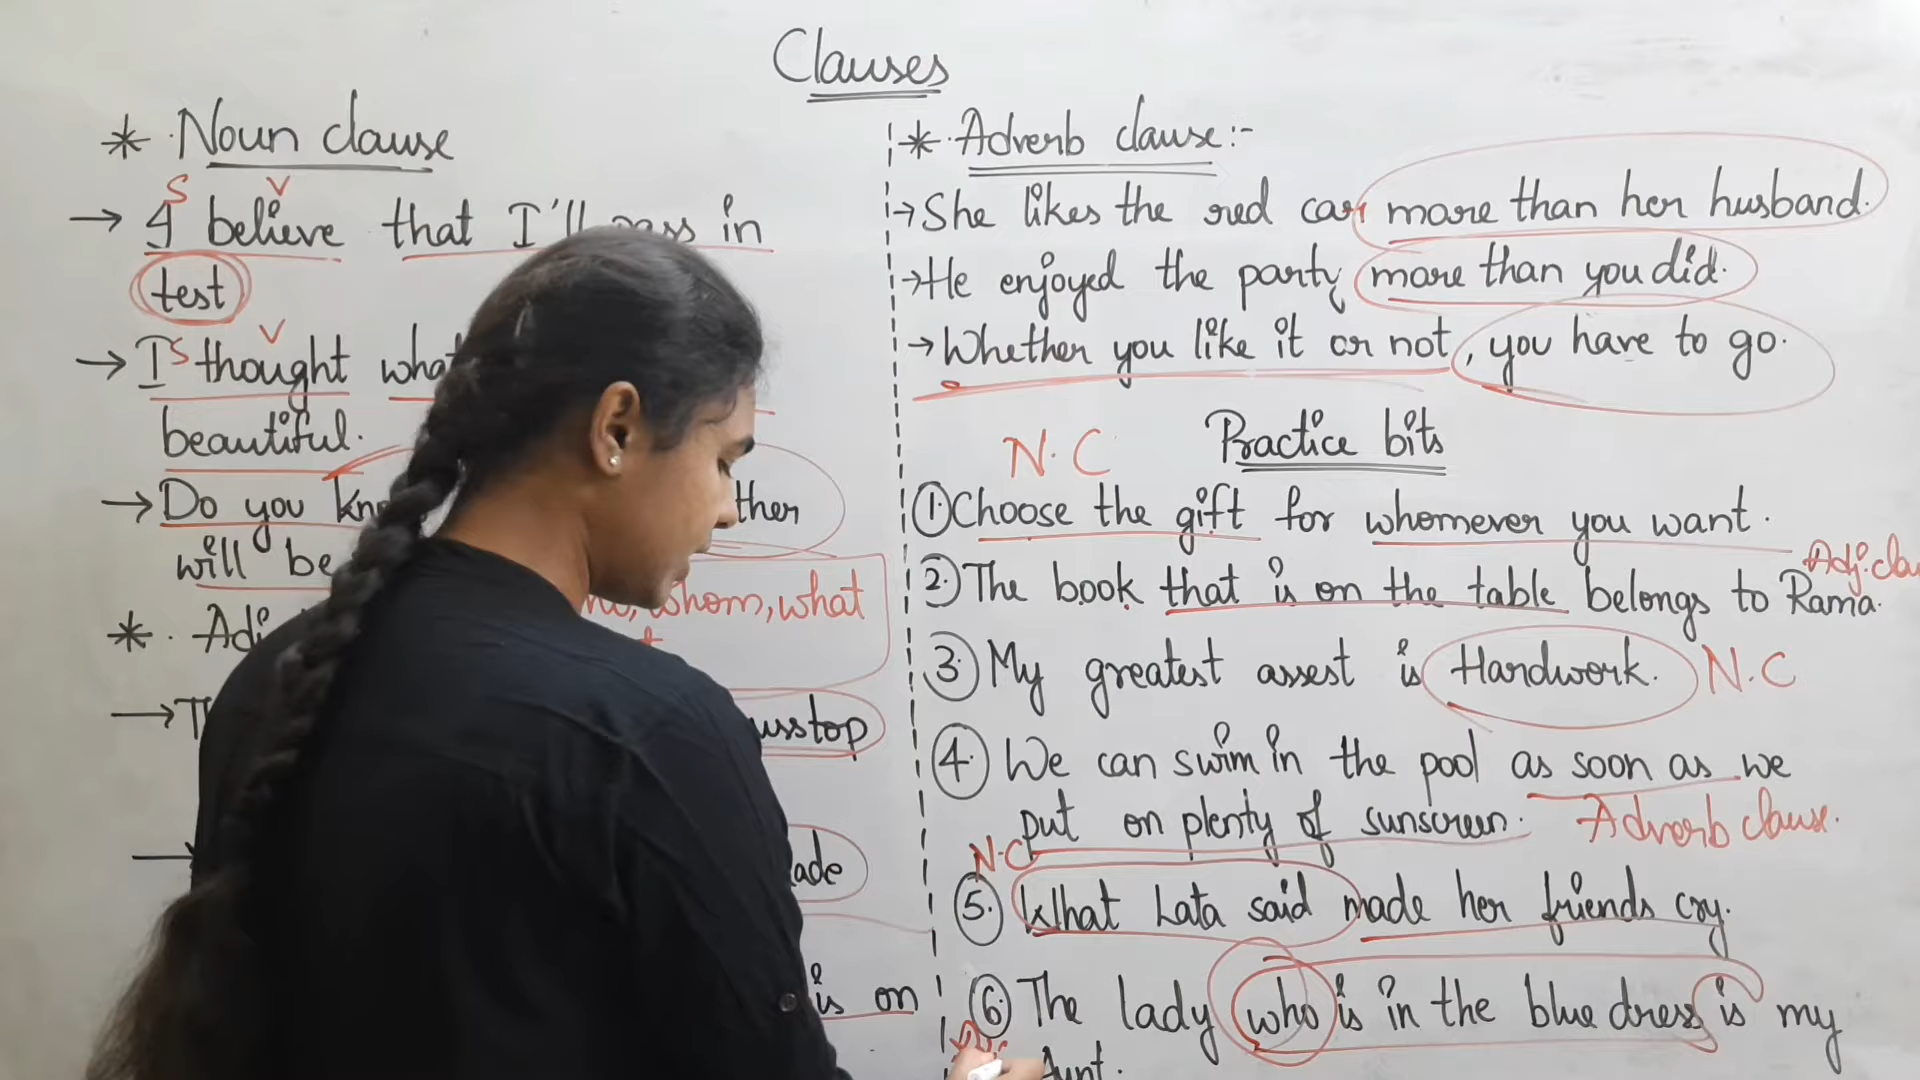 Clauses
* Noun clause
S V
→ I believe that I'll pass in
test
S V
→ I thought
beautiful.
→ Do you ther
will be
whom, what
* Adj
usstop
ade
is on
* Adverb clause:-
→ She likes the red car more than her husband.
→ He enjoyed the party more than you did.
→ Whether you like it or not, you have to go.
N.C Practice bits
1. Choose the gift for whomever you want.
Adj.clau
2. The book that is on the table belongs to Rama.
3. My greatest assest is Hardwork. N.C
4. We can swim in the pool as soon as we
put on plenty of sunscreen. Adverb clause.
N.C
5. What Lata said made her friends cry.
6. The lady who is in the blue dress is my
Aunt.